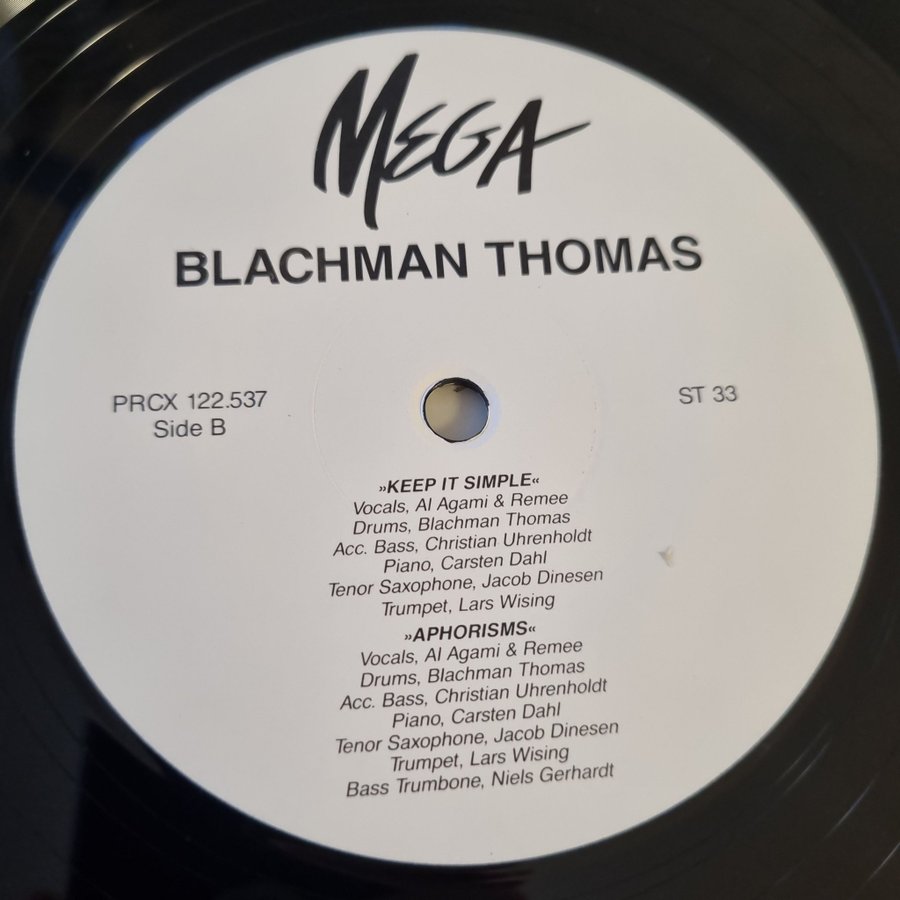 MEGA
BLACHMAN THOMAS
PRCX 122.537
Side B
ST 33
»KEEP IT SIMPLE«
Vocals, Al Agami & Remee
Drums, Blachman Thomas
Acc. Bass, Christian Uhrenholdt
Piano, Carsten Dahl
Tenor Saxophone, Jacob Dinesen
Trumpet, Lars Wising
»APHORISMS«
Vocals, Al Agami & Remee
Drums, Blachman Thomas
Acc. Bass, Christian Uhrenholdt
Piano, Carsten Dahl
Tenor Saxophone, Jacob Dinesen
Trumpet, Lars Wising
Bass Trumbone, Niels Gerhardt